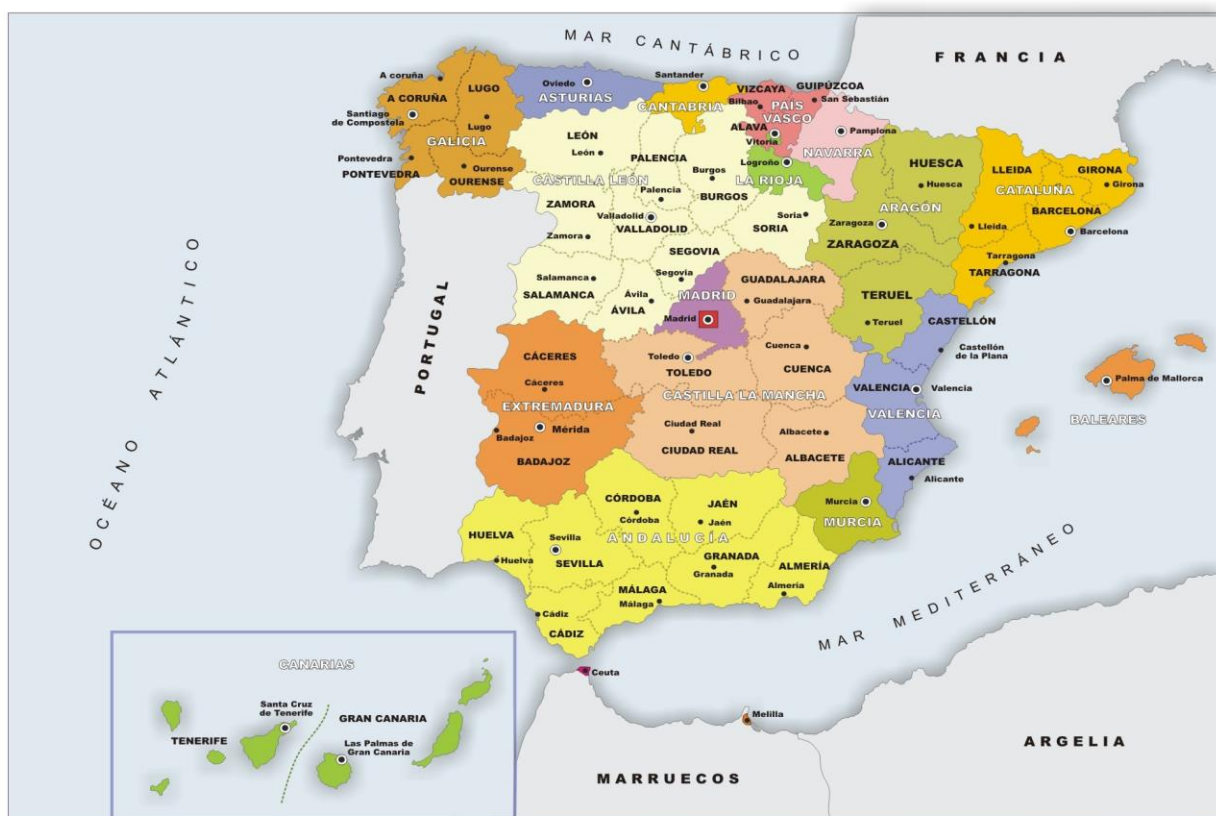 MAR CANTÁBRICO
FRANCIA
A coruña
LUGO
Oviedo
ASTURIAS
Santander
CANTABRIA
VIZCAYA
GUIPÚZCOA
Bilbao
San Sebastián
PAÍS
VASCO
A CORUÑA
Santiago
de Compostela
Lugo
GALICIA
LEÓN
León
PALENCIA
ALAVA
Vitoria
Pamplona
NAVARRA
Pontevedra
PONTEVEDRA
Ourense
OURENSE
CASTILLA LEÓN
Burgos
BURGOS
Logroño
LA RIOJA
HUESCA
Huesca
LLEIDA
GIRONA
Girona
CATALUÑA
ZAMORA
Palencia
Valladolid
VALLADOLID
Soria
SORIA
ARAGÓN
Zaragoza
ZARAGOZA
Lleida
BARCELONA
Barcelona
Zamora
SEGOVIA
Segovia
Tarragona
TARRAGONA
Salamanca
SALAMANCA
Ávila
ÁVILA
MADRID
Madrid
GUADALAJARA
Guadalajara
TERUEL
Teruel
CASTELLÓN
Castellón
de la Plana
OCÉANO ATLÁNTICO
PORTUGAL
CÁCERES
Cáceres
Toledo
TOLEDO
Cuenca
CUENCA
VALENCIA
Valencia
VALENCIA
Palma de Mallorca
BALEARES
EXTREMADURA
CASTILLA LA MANCHA
Badajoz
Mérida
BADAJOZ
Ciudad Real
CIUDAD REAL
Albacete
ALBACETE
ALICANTE
Alicante
Murcia
MURCIA
CÓRDOBA
Córdoba
JAÉN
Jaén
HUELVA
Huelva
Sevilla
SEVILLA
ANDALUCÍA
GRANADA
Granada
ALMERÍA
Almería
MÁLAGA
Málaga
Cádiz
CÁDIZ
MAR MEDITERRÁNEO
Ceuta
Melilla
MARRUECOS
ARGELIA
CANARIAS
Santa Cruz
de Tenerife
TENERIFE
GRAN CANARIA
Las Palmas de
Gran Canaria